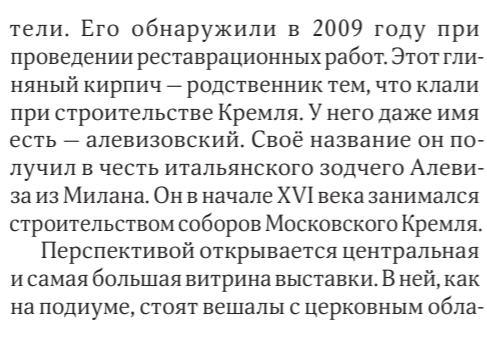 тели. Его обнаружили в 2009 году при
проведении реставрационных работ. Этот гли-
няный кирпич — родственник тем, что клали
при строительстве Кремля. У него даже имя
есть — алевизовский. Своё название он по-
лучил в честь итальянского зодчего Алеви-
за из Милана. Он в начале XVI века занимался
строительством соборов Московского Кремля.
Перспективой открывается центральная
и самая большая витрина выставки. В ней, как
на подиуме, стоят вешалы с церковным обла-